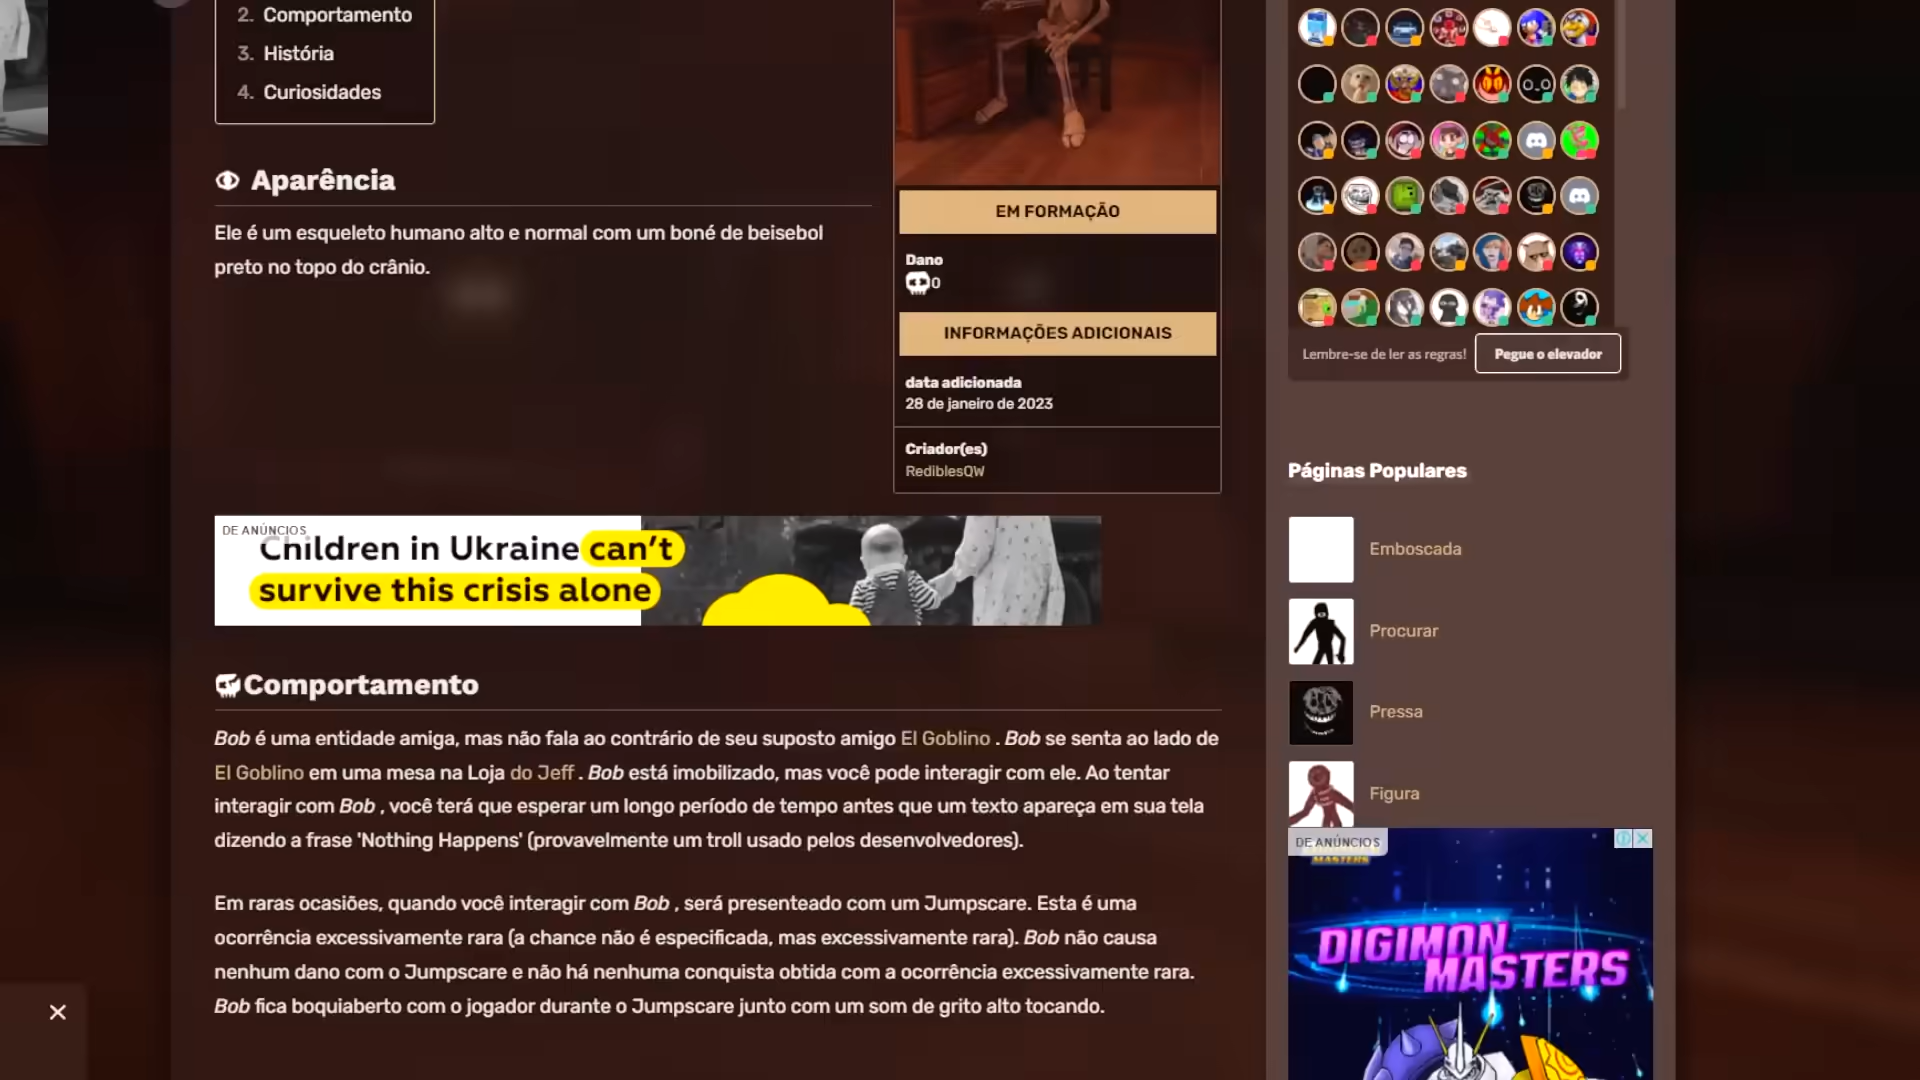 2. Comportamento
3. História
4. Curiosidades
Aparência
Ele é um esqueleto humano alto e normal com um boné de beisebol
preto no topo do crânio.
EM FORMAÇÃO
Dano
0
INFORMAÇÕES ADICIONAIS
data adicionada
28 de janeiro de 2023
Criador(es)
RediblesQW
DE ANÚNCIOS
Children in Ukraine can't
survive this crisis alone
Comportamento
Bob é uma entidade amiga, mas não fala ao contrário de seu suposto amigo El Goblino . Bob se senta ao lado de
El Goblino em uma mesa na Loja do Jeff . Bob está imobilizado, mas você pode interagir com ele. Ao tentar
interagir com Bob , você terá que esperar um longo período de tempo antes que um texto apareça em sua tela
dizendo a frase 'Nothing Happens' (provavelmente um troll usado pelos desenvolvedores).
Em raras ocasiões, quando você interagir com Bob , será presenteado com um Jumpscare. Esta é uma
ocorrência excessivamente rara (a chance não é especificada, mas excessivamente rara). Bob não causa
nenhum dano com o Jumpscare e não há nenhuma conquista obtida com a ocorrência excessivamente rara.
Bob fica boquiaberto com o jogador durante o Jumpscare junto com um som de grito alto tocando.
Lembre-se de ler as regras!
Pegue o elevador
Páginas Populares
Emboscada
Procurar
Pressa
Figura
DE ANÚNCIOS
MASTERS
DIGIMON
MASTERS